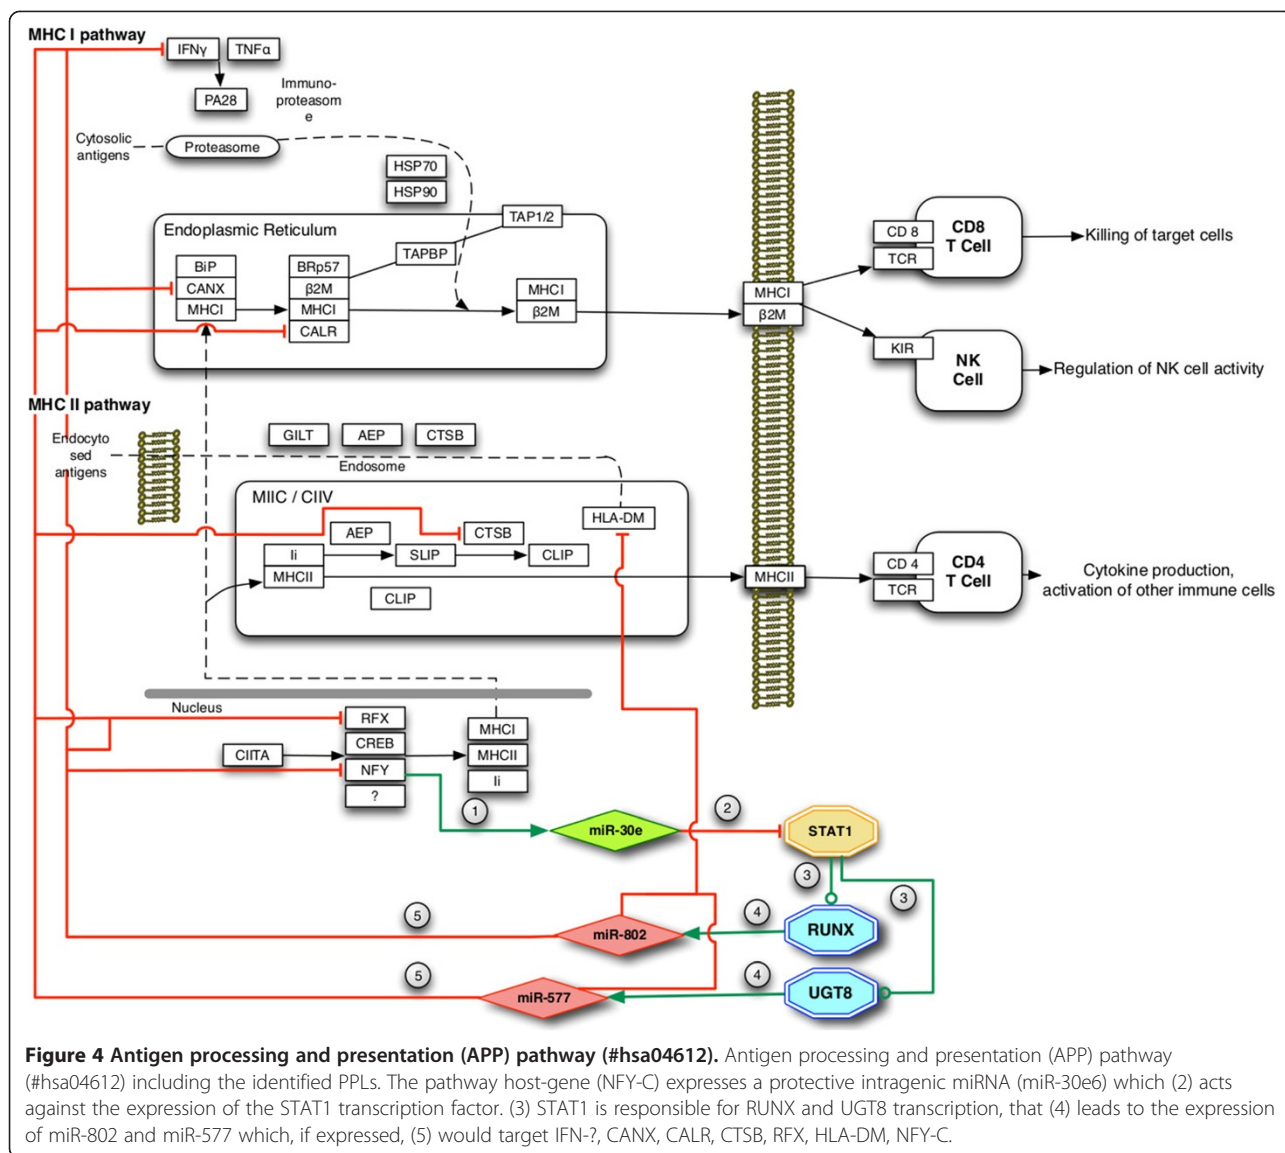 MHC I pathway
IFNγ
TNFα
PA28
Immuno-
proteasom
e
Cytosolic
antigens
Proteasome
HSP70
HSP90
TAP1/2
Endoplasmic Reticulum
TAPBP
BiP
CANX
MHCI
BRp57
β2M
MHCI
CALR
MHCI
β2M
MHCI
β2M
CD 8
TCR
CD8
T Cell
Killing of target cells
KIR
NK
Cell
Regulation of NK cell activity
MHC II pathway
Endocyto
sed
antigens
GILT
AEP
CTSB
Endosome
MIIC / CIIV
HLA-DM
AEP
CTSB
Ii
MHCII
SLIP
CLIP
CLIP
MHCII
CD 4
TCR
CD4
T Cell
Cytokine production,
activation of other immune cells
Nucleus
RFX
CREB
NFY
?
CIITA
MHCI
MHCII
Ii
1
miR-30e
2
STAT1
3
3
5
miR-802
4
RUNX
5
miR-577
4
UGT8
Figure 4 Antigen processing and presentation (APP) pathway (#hsa04612). Antigen processing and presentation (APP) pathway
(#hsa04612) including the identified PPLs. The pathway host-gene (NFY-C) expresses a protective intragenic miRNA (miR-30e6) which (2) acts
against the expression of the STAT1 transcription factor. (3) STAT1 is responsible for RUNX and UGT8 transcription, that (4) leads to the expression
of miR-802 and miR-577 which, if expressed, (5) would target IFN-?, CANX, CALR, CTSB, RFX, HLA-DM, NFY-C.